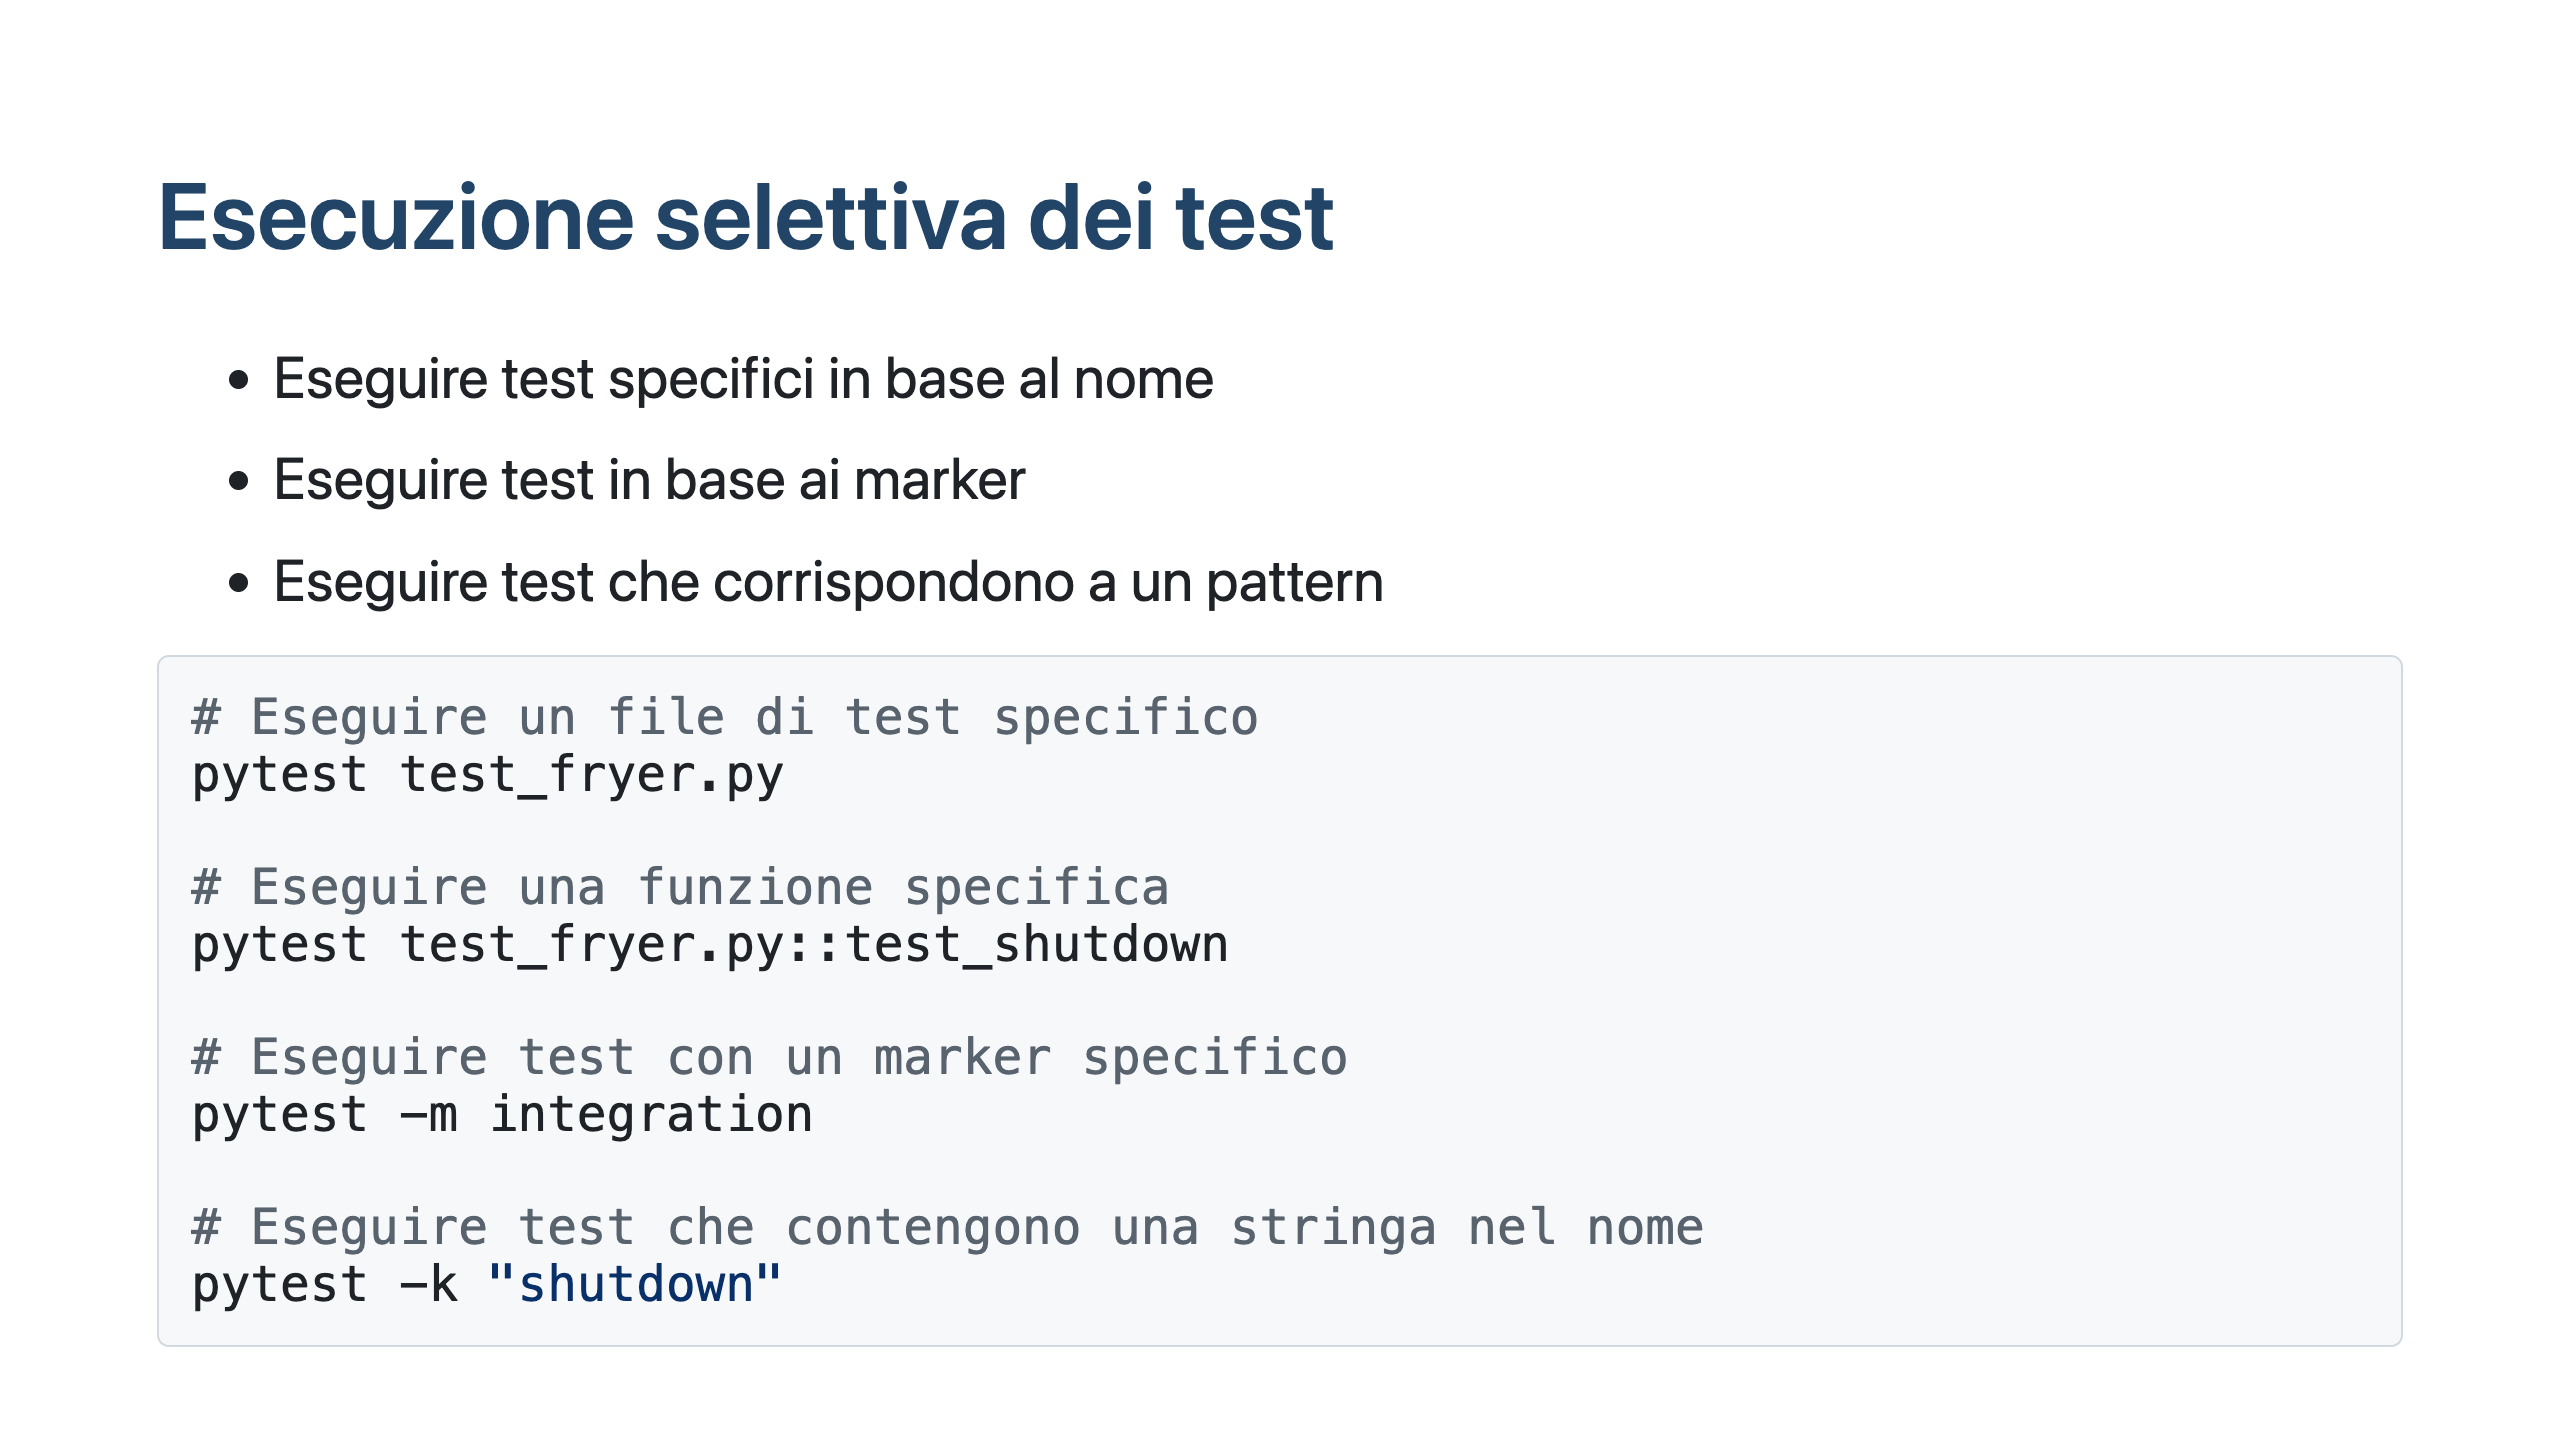 Esecuzione selettiva dei test
• Eseguire test specifici in base al nome
• Eseguire test in base ai marker
• Eseguire test che corrispondono a un pattern
# Eseguire un file di test specifico
pytest test_fryer.py
# Eseguire una funzione specifica
pytest test_fryer.py::test_shutdown
# Eseguire test con un marker specifico
pytest -m integration
# Eseguire test che contengono una stringa nel nome
pytest -k "shutdown"